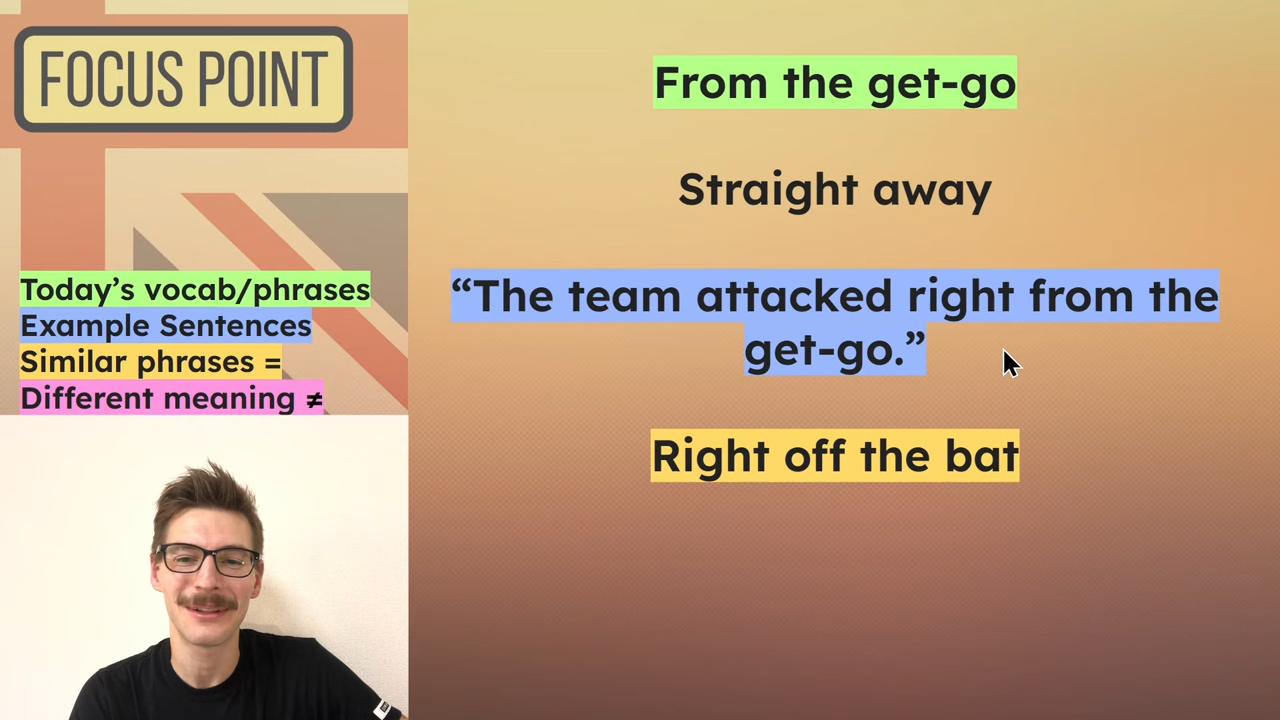 FOCUS POINT
Today’s vocab/phrases
Example Sentences
Similar phrases =
Different meaning ≠
From the get-go
Straight away
“The team attacked right from the
get-go.”
Right off the bat